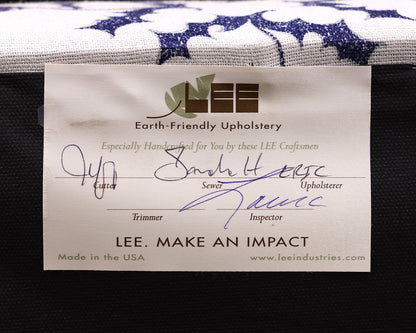 LEE
Earth-Friendly Upholstery
Especially Handcrafted for You by these LEE Craftsmen
ERIC
Cutter Sewer Upholsterer
Trimmer Inspector
LEE. MAKE AN IMPACT
Made in the USA www.leeindustries.com